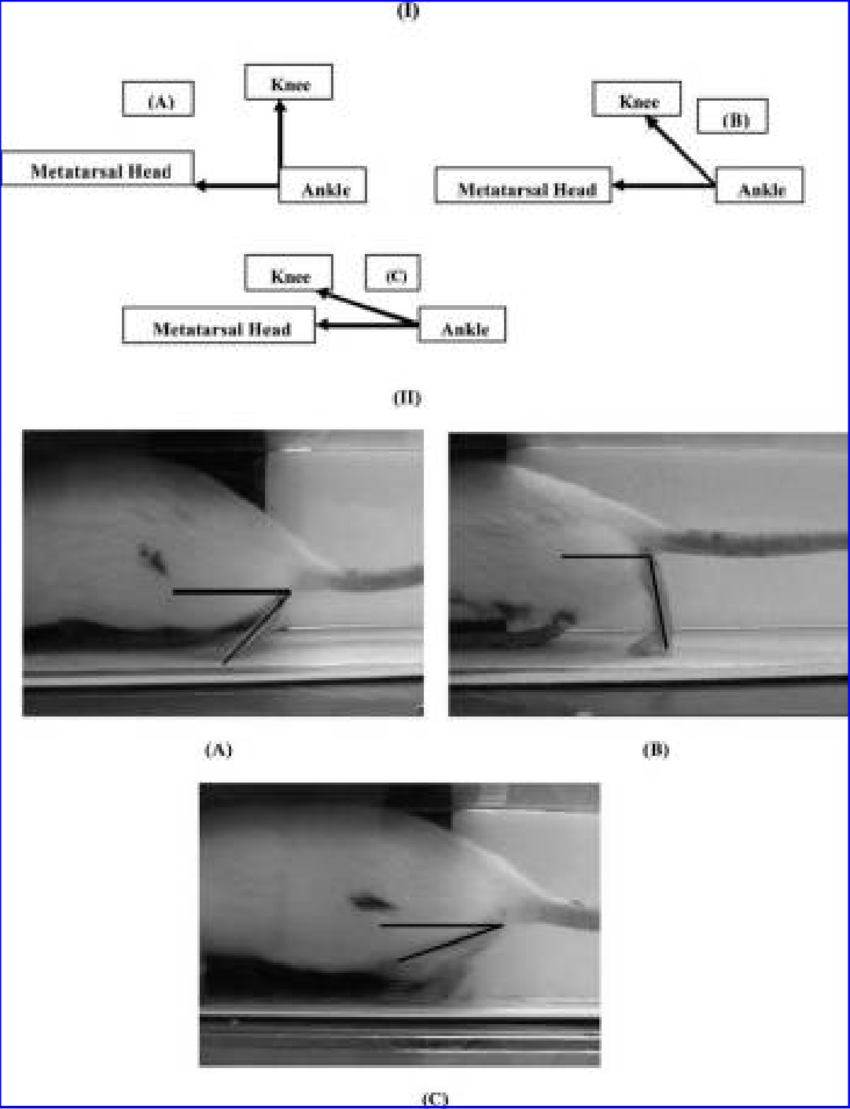 (I)
(A)
Knee
Metatarsal Head
Ankle
Knee
(B)
Metatarsal Head
Ankle
Knee
(C)
Metatarsal Head
Ankle
(II)
(A)
(B)
(C)